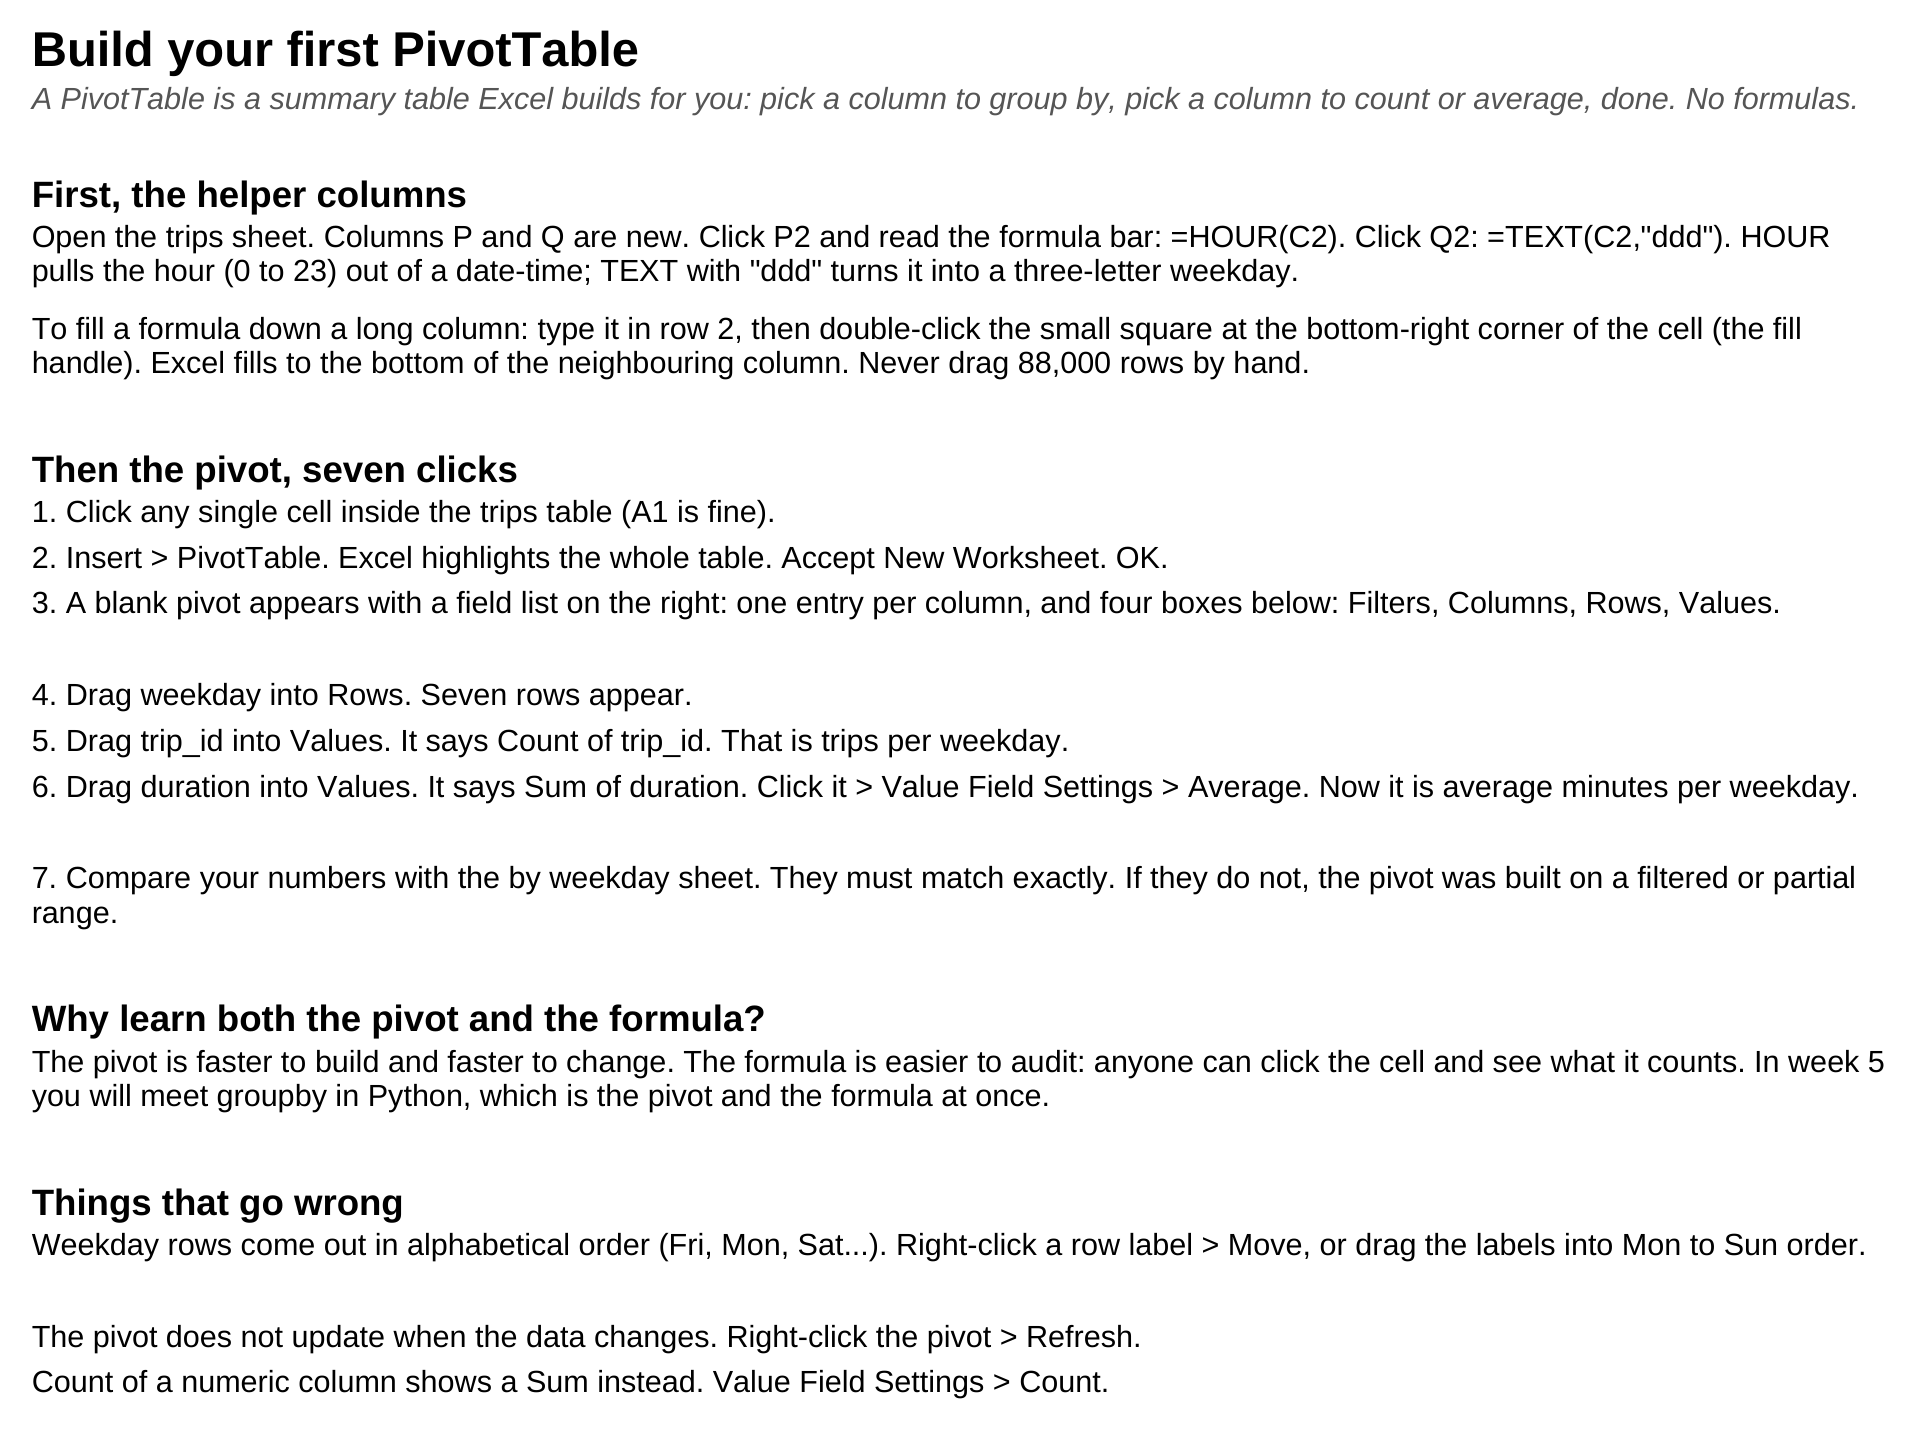 Build your first PivotTable
A PivotTable is a summary table Excel builds for you: pick a column to group by, pick a column to count or average, done. No formulas.
First, the helper columns
Open the trips sheet. Columns P and Q are new. Click P2 and read the formula bar: =HOUR(C2). Click Q2: =TEXT(C2,"ddd"). HOUR
pulls the hour (0 to 23) out of a date-time; TEXT with "ddd" turns it into a three-letter weekday.
To fill a formula down a long column: type it in row 2, then double-click the small square at the bottom-right corner of the cell (the fill
handle). Excel fills to the bottom of the neighbouring column. Never drag 88,000 rows by hand.
Then the pivot, seven clicks
1. Click any single cell inside the trips table (A1 is fine).
2. Insert > PivotTable. Excel highlights the whole table. Accept New Worksheet. OK.
3. A blank pivot appears with a field list on the right: one entry per column, and four boxes below: Filters, Columns, Rows, Values.
4. Drag weekday into Rows. Seven rows appear.
5. Drag trip_id into Values. It says Count of trip_id. That is trips per weekday.
6. Drag duration into Values. It says Sum of duration. Click it > Value Field Settings > Average. Now it is average minutes per weekday.
7. Compare your numbers with the by weekday sheet. They must match exactly. If they do not, the pivot was built on a filtered or partial
range.
Why learn both the pivot and the formula?
The pivot is faster to build and faster to change. The formula is easier to audit: anyone can click the cell and see what it counts. In week 5
you will meet groupby in Python, which is the pivot and the formula at once.
Things that go wrong
Weekday rows come out in alphabetical order (Fri, Mon, Sat...). Right-click a row label > Move, or drag the labels into Mon to Sun order.
The pivot does not update when the data changes. Right-click the pivot > Refresh.
Count of a numeric column shows a Sum instead. Value Field Settings > Count.